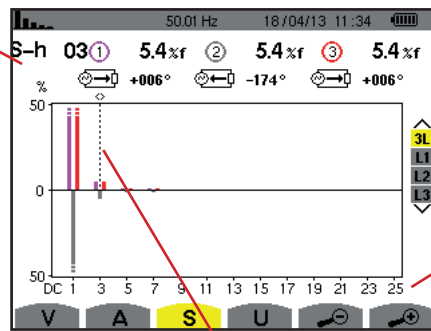 50.01 Hz 18/04/13 11:34
S-h 03 1 5.4%f 2 5.4%f 3 5.4%f
+006° -174° +006°
%
50
3L
L1
L2
L3
0
50
DC 1 3 5 7 9 11 13 15 17 19 21 23 25
V A S U